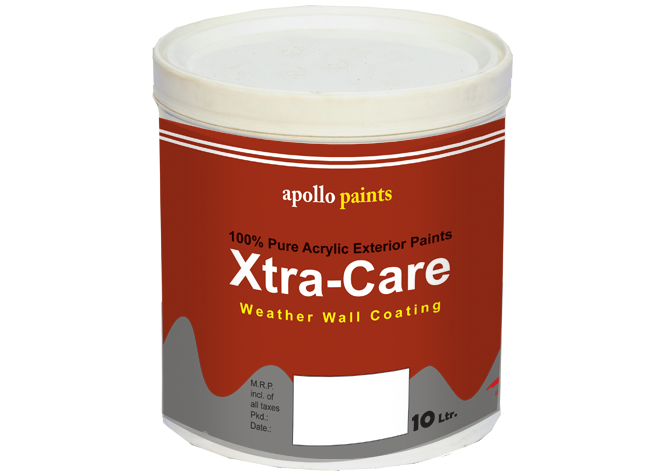 apollo paints
100% Pure Acrylic Exterior Paints
Xtra-Care
Weather Wall Coating
M.R.P.
incl. of
all taxes
Pkd.:
Date.:
10 Ltr.